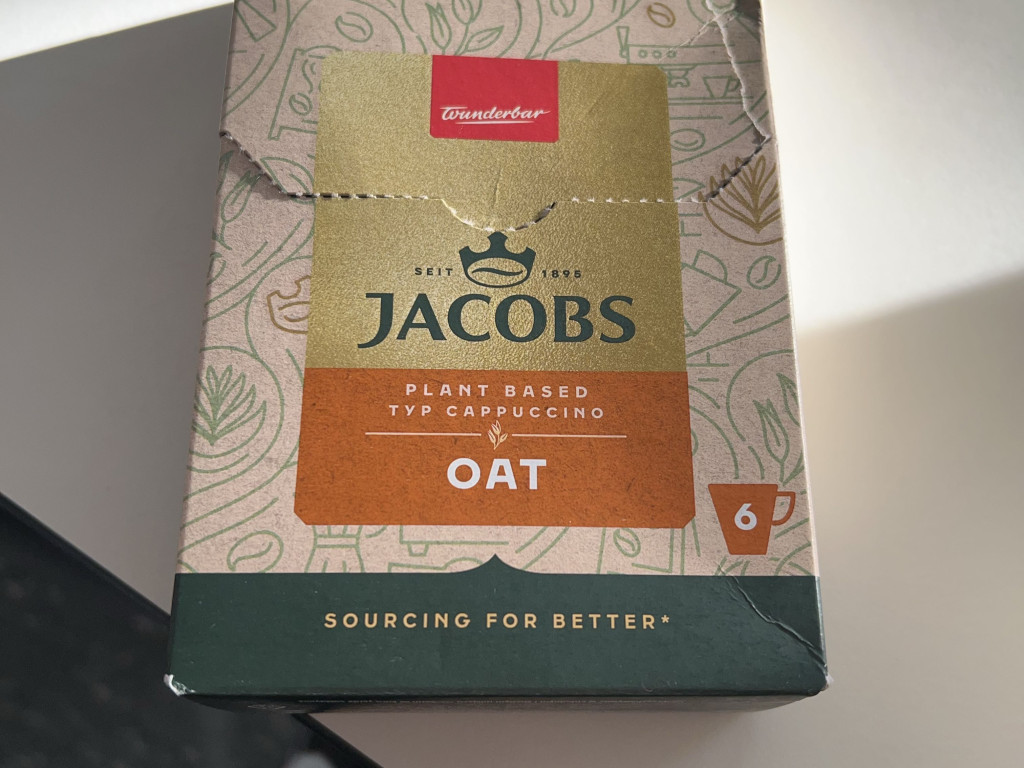 Wunderbar
SEIT 1895
JACOBS
PLANT BASED
TYP CAPPUCCINO
OAT
6
SOURCING FOR BETTER*